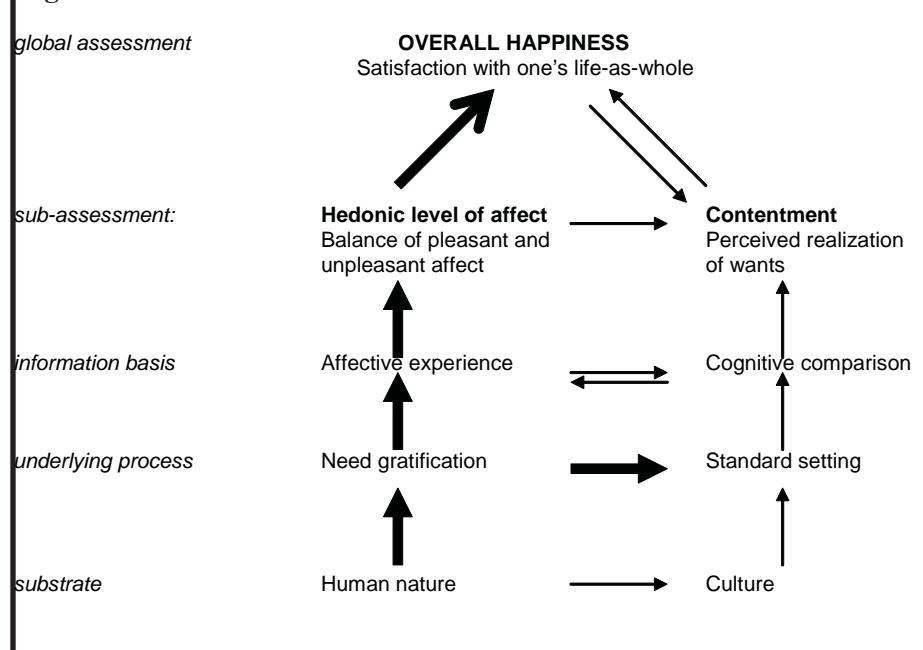 global assessment OVERALL HAPPINESS
Satisfaction with one's life-as-whole
sub-assessment: Hedonic level of affect Contentment
Balance of pleasant and Perceived realization
unpleasant affect of wants
information basis Affective experience Cognitive comparison
underlying process Need gratification Standard setting
substrate Human nature Culture